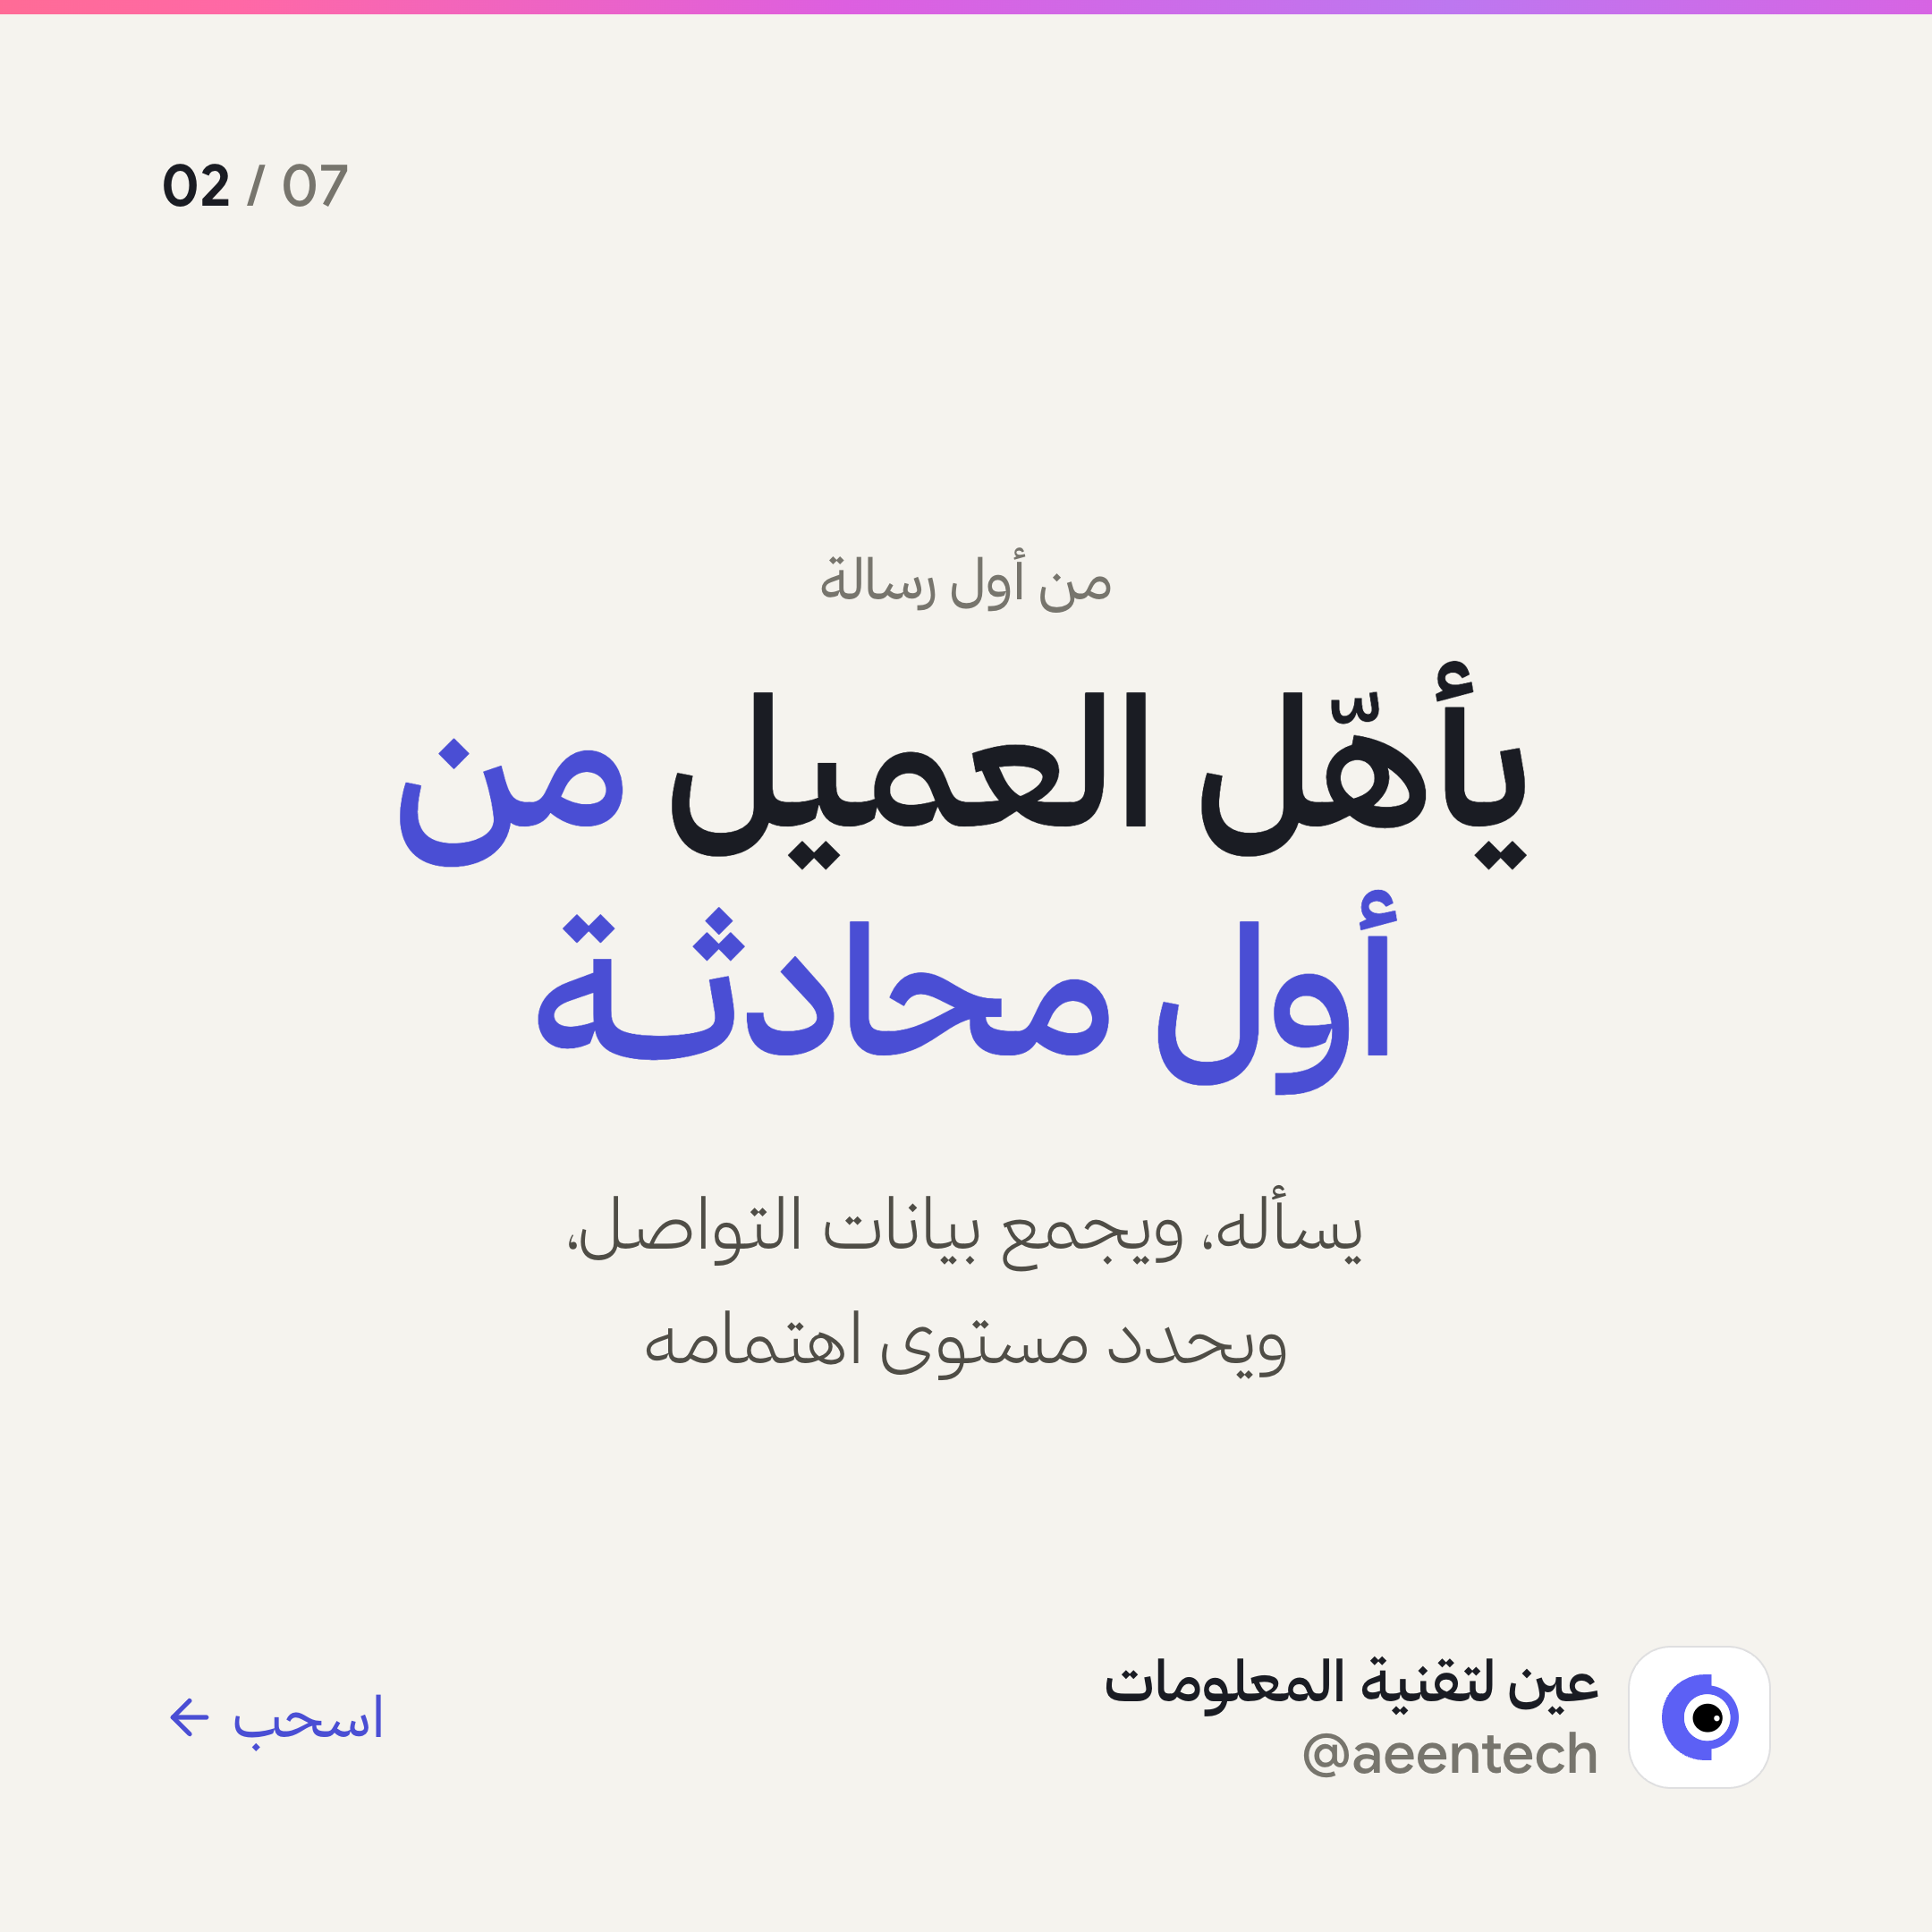 02 / 07
من أول رسالة
يأهّل العميل من
أول محادثـة
يسأله، ويجمع بيانات التواصل،
ويحدد مستوى اهتمامه
عين لتقنية المعلومات
@aeentech
اسحب ←